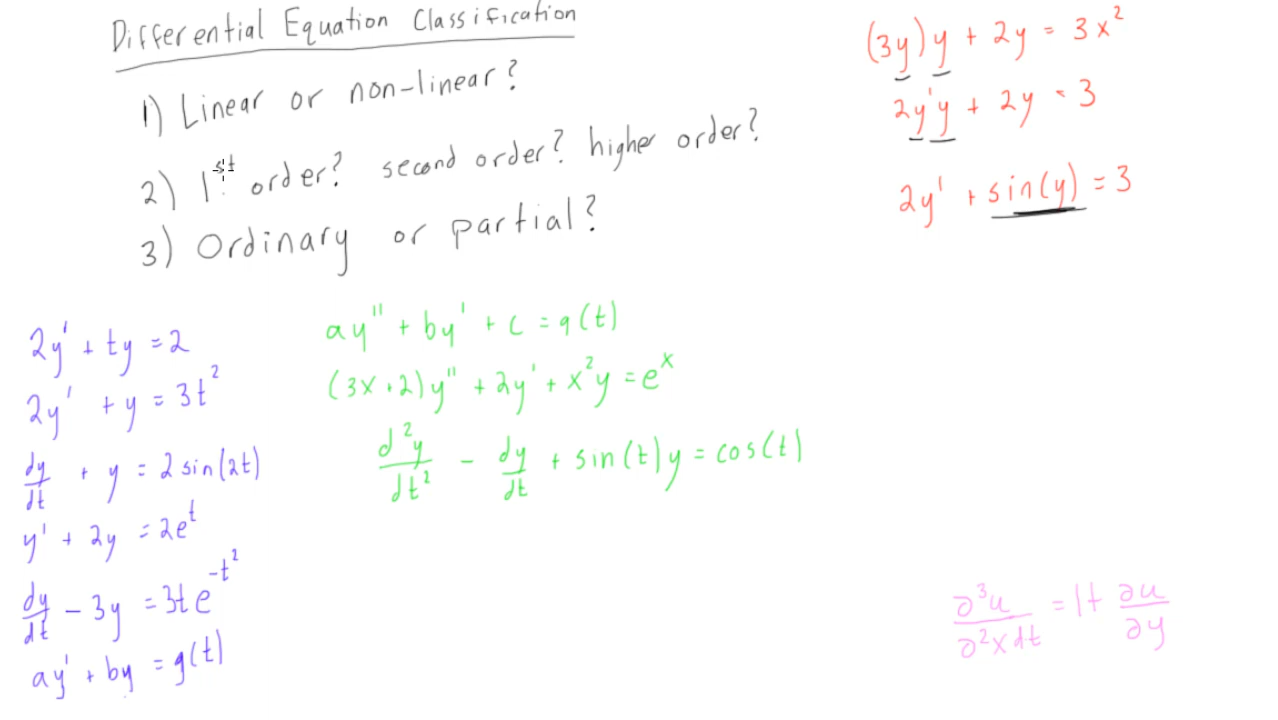 Differential Equation Classification
1) Linear or non-linear?
2) 1st order? second order? higher order?
3) Ordinary or partial?
(3y)y + 2y = 3x²
2y'y + 2y = 3
2y' + sin(y) = 3
2y' + ty = 2
2y' + y = 3t²
dy/dt + y = 2 sin(2t)
y' + 2y = 2e^t
dy/dt - 3y = 3te^-t²
ay' + by = g(t)
ay'' + by' + c = g(t)
(3x+2)y'' + 2y' + x²y = e^x
d²y/dt² - dy/dt + sin(t)y = cos(t)
∂³u/∂²xdt = 1+ ∂u/∂y